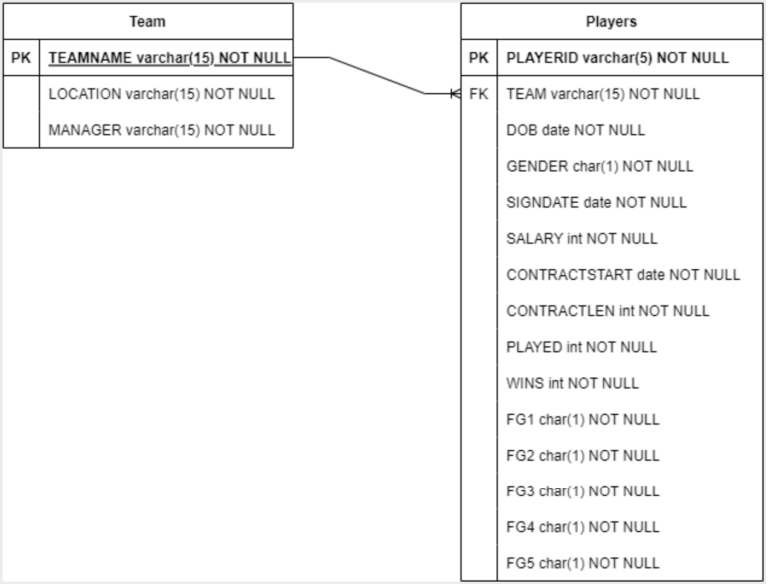 Team
PK TEAMNAME varchar(15) NOT NULL
LOCATION varchar(15) NOT NULL
MANAGER varchar(15) NOT NULL
Players
PK PLAYERID varchar(5) NOT NULL
FK TEAM varchar(15) NOT NULL
DOB date NOT NULL
GENDER char(1) NOT NULL
SIGNDATE date NOT NULL
SALARY int NOT NULL
CONTRACTSTART date NOT NULL
CONTRACTLEN int NOT NULL
PLAYED int NOT NULL
WINS int NOT NULL
FG1 char(1) NOT NULL
FG2 char(1) NOT NULL
FG3 char(1) NOT NULL
FG4 char(1) NOT NULL
FG5 char(1) NOT NULL